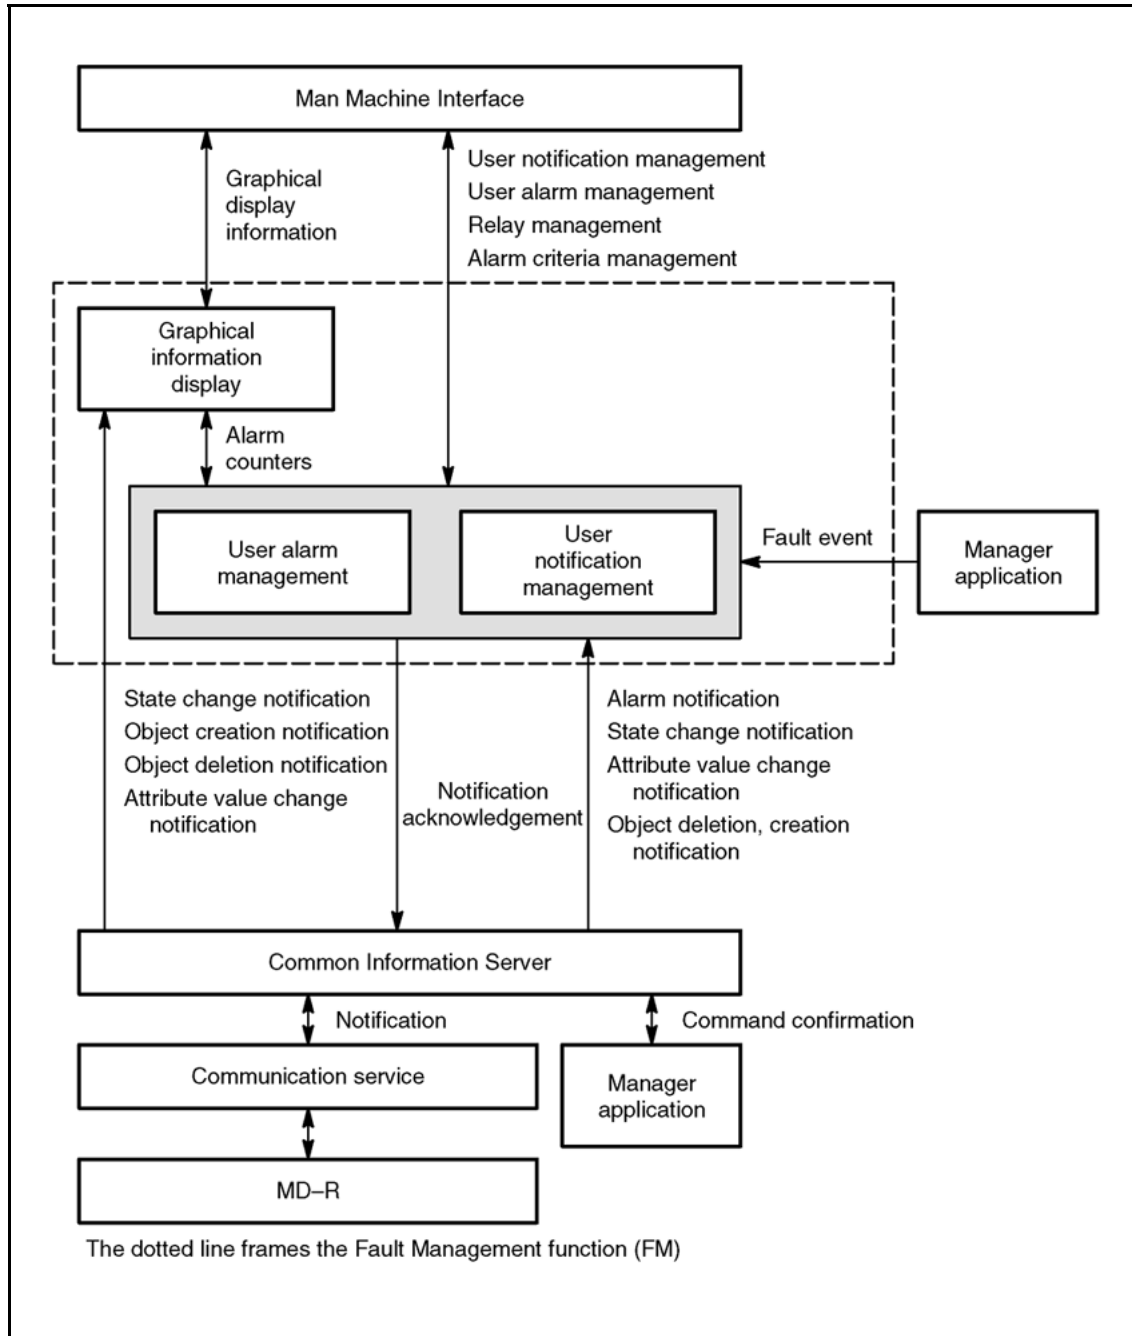 Man Machine Interface
Graphical
display
information
User notification management
User alarm management
Relay management
Alarm criteria management
Graphical
information
display
Alarm
counters
User alarm
management
User
notification
management
Fault event
Manager
application
State change notification
Object creation notification
Object deletion notification
Attribute value change
notification
Notification
acknowledgement
Alarm notification
State change notification
Attribute value change
notification
Object deletion, creation
notification
Common Information Server
Notification
Command confirmation
Communication service
Manager
application
MD–R
The dotted line frames the Fault Management function (FM)